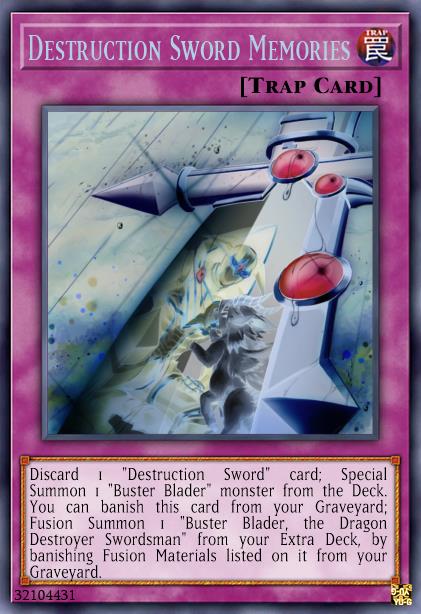 DESTRUCTION SWORD MEMORIES
TRAP
罠
[TRAP CARD]
Discard 1 "Destruction Sword" card; Special
Summon 1 "Buster Blader" monster from the Deck.
You can banish this card from your Graveyard;
Fusion Summon 1 "Buster Blader, the Dragon
Destroyer Swordsman" from your Extra Deck, by
banishing Fusion Materials listed on it from your
Graveyard.
32104431